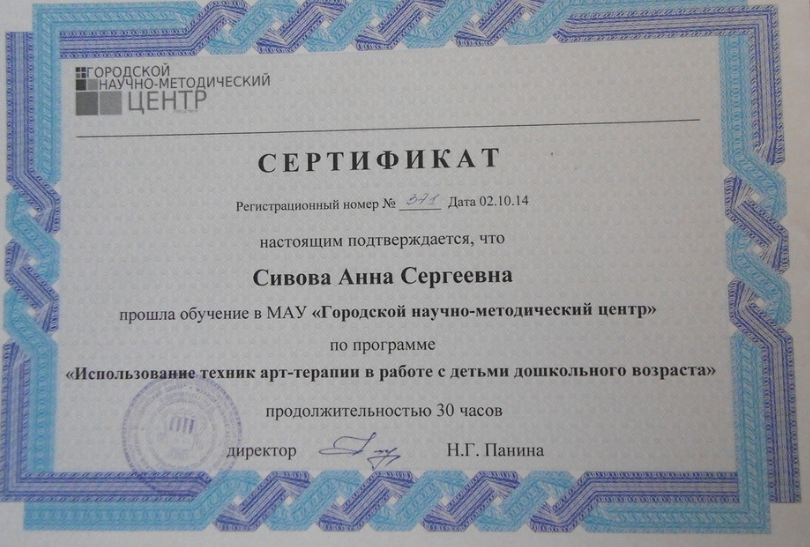 ГОРОДСКОЙ
НАУЧНО-МЕТОДИЧЕСКИЙ
ЦЕНТР
СЕРТИФИКАТ
Регистрационный номер № 371 Дата 02.10.14
настоящим подтверждается, что
Сивова Анна Сергеевна
прошла обучение в МАУ «Городской научно-методический центр»
по программе
«Использование техник арт-терапии в работе с детьми дошкольного возраста»
продолжительностью 30 часов
директор Н.Г. Панина